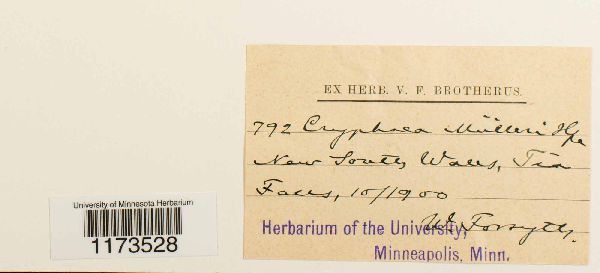 EX HERB. V. F. BROTHERUS.
792 Cryphaea Mülleri Hpe
New South Wales, Tia
Falls, 10/1900
W. Forsyth.
Herbarium of the University,
Minneapolis, Minn.
University of Minnesota Herbarium
1173528